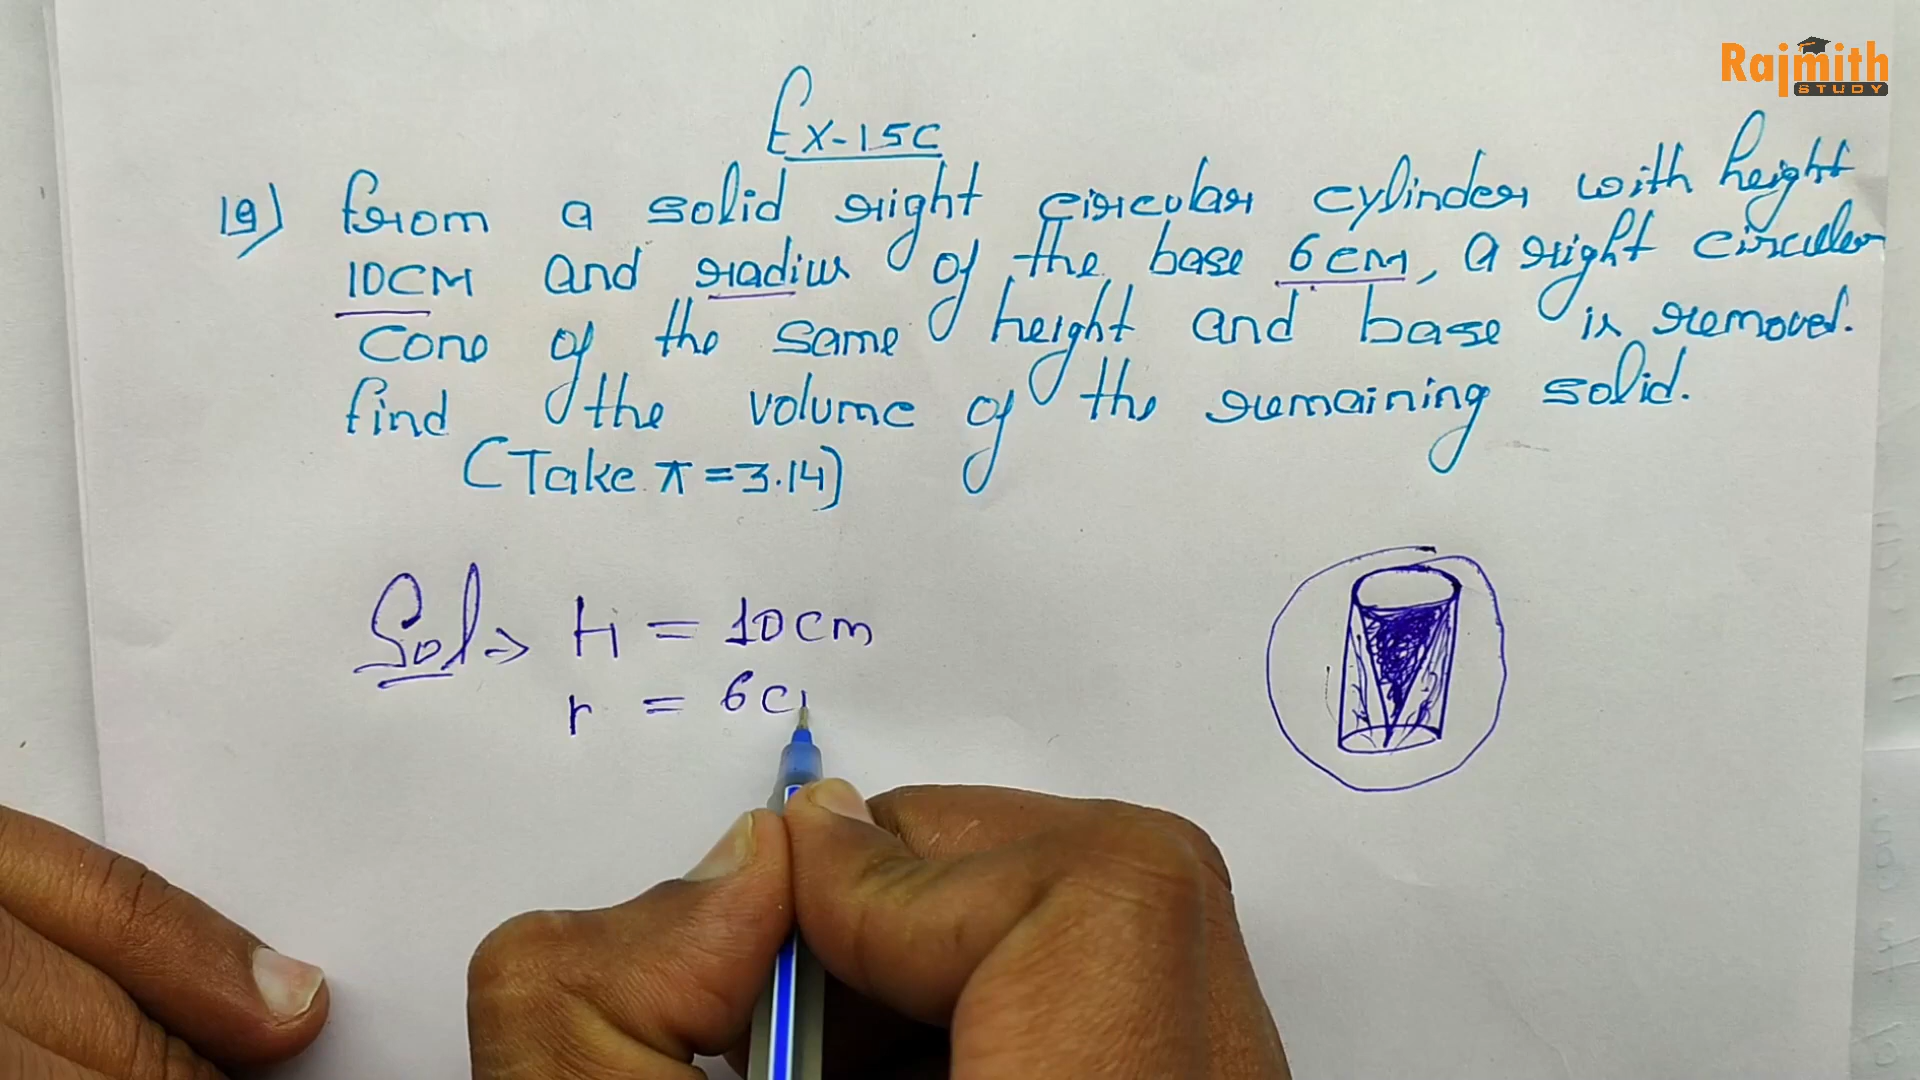 Rajmith
STUDY
Ex-15C
19) from a solid right circular cylinder with height
10CM and radius of the base 6cm, a right circular
cone of the same height and base is removed.
find the volume of the remaining solid.
(Take π=3.14)
Sol⇒ H = 10cm
r = 6c